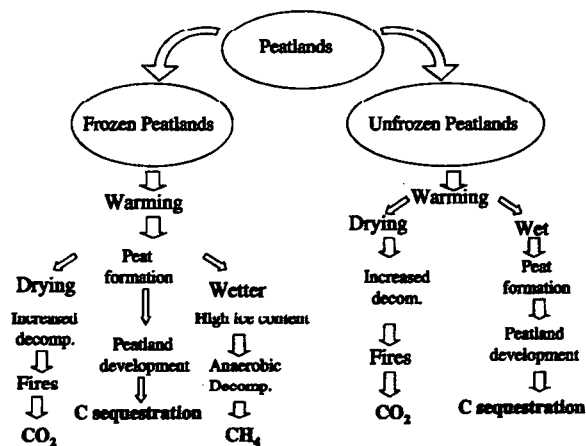 Peatlands
Frozen Peatlands
Unfrozen Peatlands
Warming
Drying
Increased
decomp.
Fires
CO2
Peat
formation
Peatland
development
C sequestration
Wetter
High ice content
Anaerobic
Decomp.
CH4
Warming
Drying
Increased
decom.
Fires
CO2
Wet
Peat
formation
Peatland
development
C sequestration